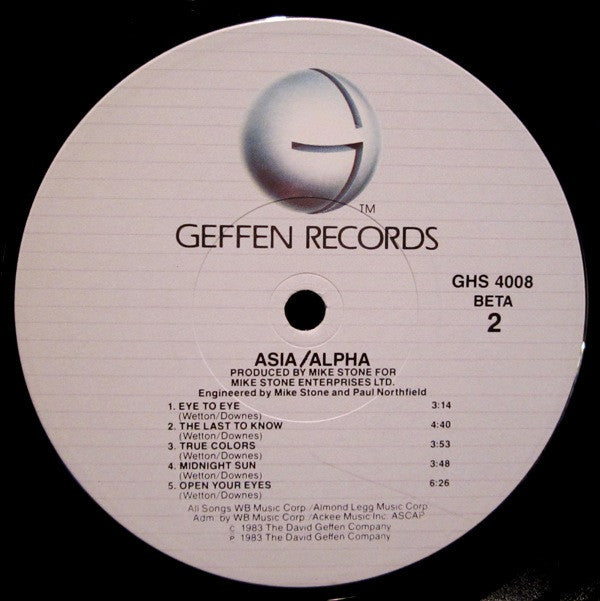 G
TM
GEFFEN RECORDS
GHS 4008
BETA
2
ASIA/ALPHA
PRODUCED BY MIKE STONE FOR
MIKE STONE ENTERPRISES LTD.
Engineered by Mike Stone and Paul Northfield
1. EYE TO EYE 3:14
(Wetton/Downes)
2. THE LAST TO KNOW 4:40
(Wetton/Downes)
3. TRUE COLORS 3:53
(Wetton/Downes)
4. MIDNIGHT SUN 3:48
(Wetton/Downes)
5. OPEN YOUR EYES 6:26
(Wetton/Downes)
All Songs WB Music Corp./Almond Legg Music Corp
Adm. by WB Music Corp./Ackee Music Inc. ASCAP
© 1983 The David Geffen Company
℗ 1983 The David Geffen Company